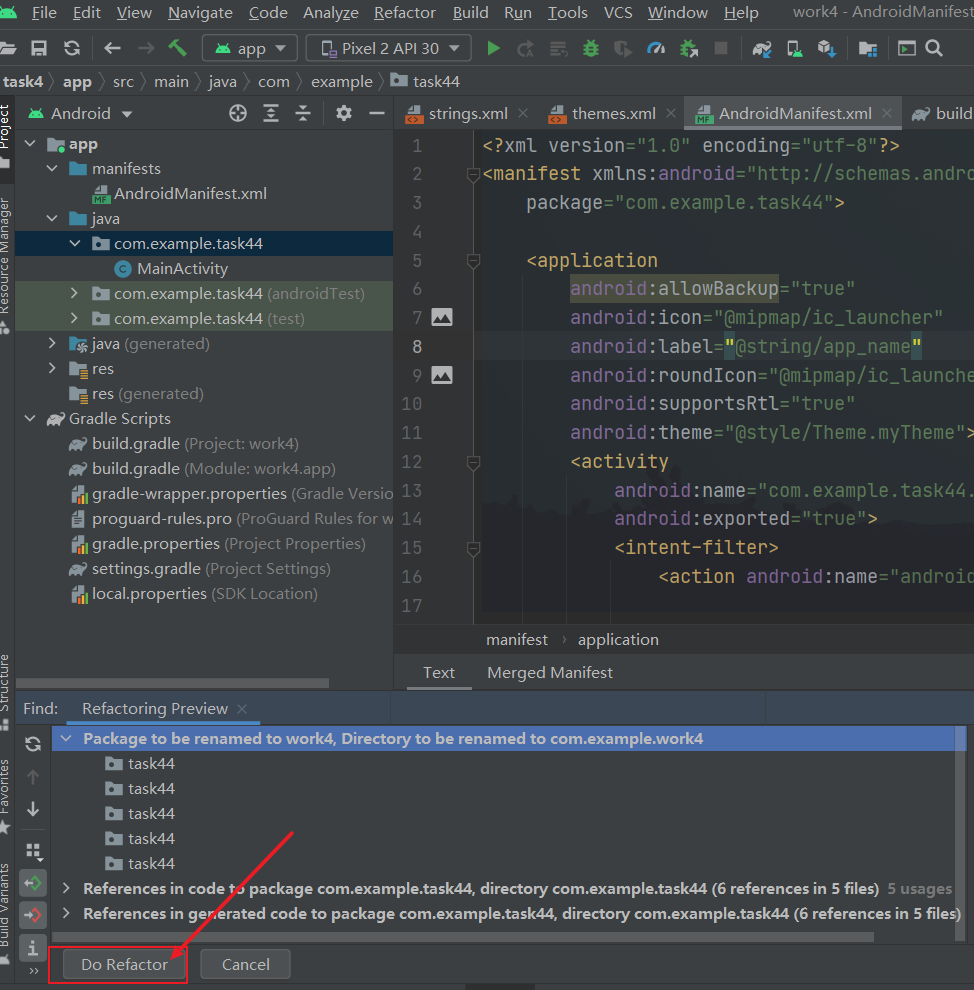 File Edit View Navigate Code Analyze Refactor Build Run Tools VCS Window Help work4 - AndroidManifest
app Pixel 2 API 30
task4 app src main java com example task44
Project
Resource Manager
Structure
Favorites
Build Variants
Android
app
manifests
AndroidManifest.xml
java
com.example.task44
MainActivity
com.example.task44 (androidTest)
com.example.task44 (test)
java (generated)
res
res (generated)
Gradle Scripts
build.gradle (Project: work4)
build.gradle (Module: work4.app)
gradle-wrapper.properties (Gradle Versio
proguard-rules.pro (ProGuard Rules for w
gradle.properties (Project Properties)
settings.gradle (Project Settings)
local.properties (SDK Location)
strings.xml themes.xml AndroidManifest.xml build
1 <?xml version="1.0" encoding="utf-8"?>
2 <manifest xmlns:android="http://schemas.andro
3 package="com.example.task44">
4
5 <application
6 android:allowBackup="true"
7 android:icon="@mipmap/ic_launcher"
8 android:label="@string/app_name"
9 android:roundIcon="@mipmap/ic_launche
10 android:supportsRtl="true"
11 android:theme="@style/Theme.myTheme">
12 <activity
13 android:name="com.example.task44.
14 android:exported="true">
15 <intent-filter>
16 <action android:name="android
17
manifest › application
Text Merged Manifest
Find: Refactoring Preview
Package to be renamed to work4, Directory to be renamed to com.example.work4
task44
task44
task44
task44
task44
References in code to package com.example.task44, directory com.example.task44 (6 references in 5 files) 5 usages
References in generated code to package com.example.task44, directory com.example.task44 (6 references in 5 files)
Do Refactor Cancel